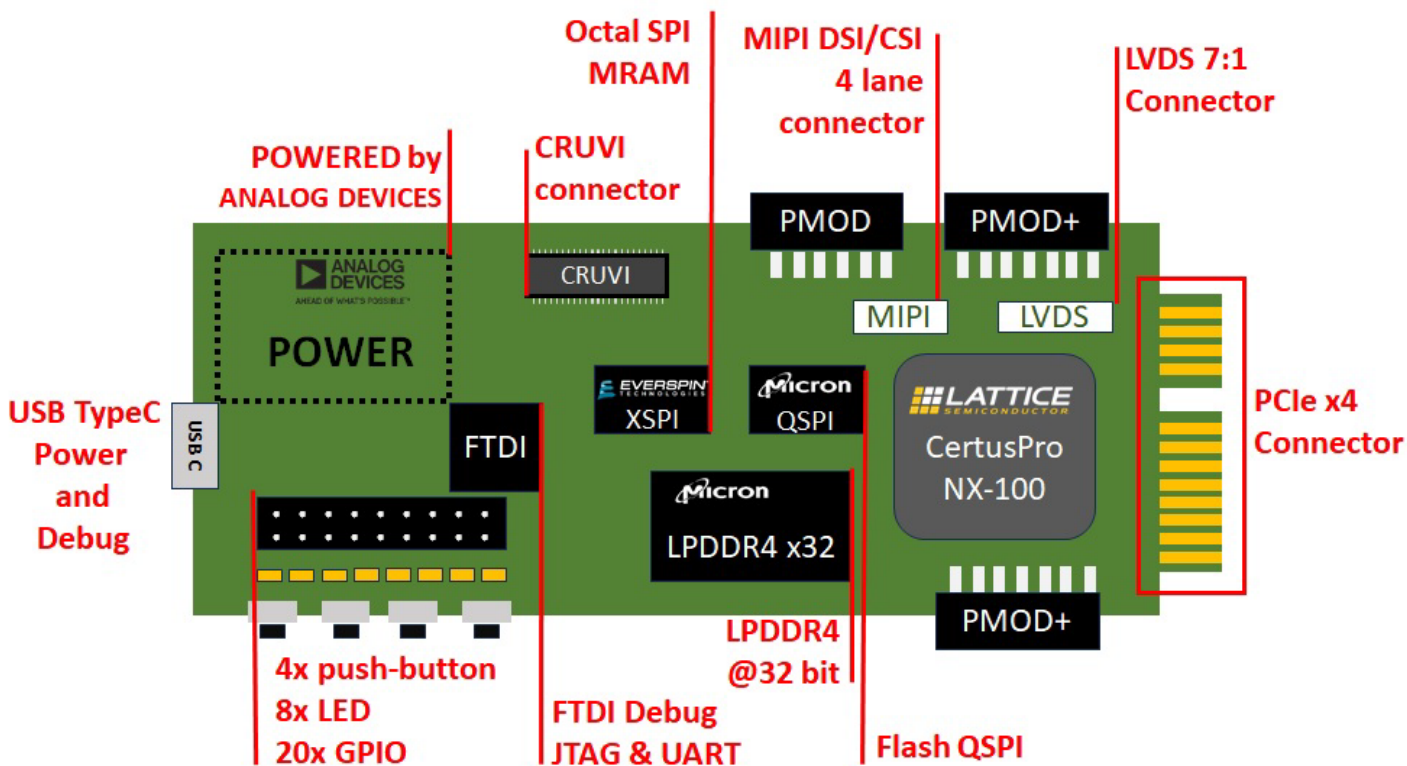 Octal SPI
MRAM
MIPI DSI/CSI
4 lane
connector
LVDS 7:1
Connector
POWERED by
ANALOG DEVICES
CRUVI
connector
PMOD
PMOD+
ANALOG
DEVICES
AHEAD OF WHAT'S POSSIBLE™
POWER
CRUVI
MIPI
LVDS
USB TypeC
Power
and
Debug
USB C
FTDI
EVERSPIN
TECHNOLOGIES
XSPI
Micron
QSPI
LATTICE
SEMICONDUCTOR
CertusPro
NX-100
PCIe x4
Connector
Micron
LPDDR4 x32
PMOD+
LPDDR4
@32 bit
4x push-button
8x LED
20x GPIO
FTDI Debug
JTAG & UART
Flash QSPI